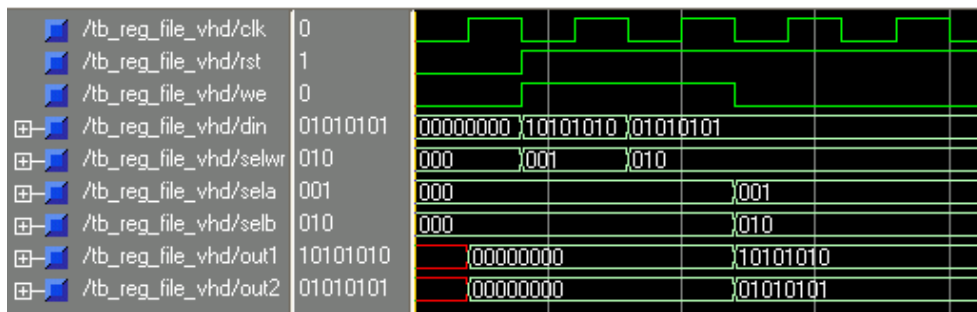 /tb_reg_file_vhd/clk 0
/tb_reg_file_vhd/rst 1
/tb_reg_file_vhd/we 0
/tb_reg_file_vhd/din 01010101 00000000 10101010 01010101
/tb_reg_file_vhd/selwr 010 000 001 010
/tb_reg_file_vhd/sela 001 000 001
/tb_reg_file_vhd/selb 010 000 010
/tb_reg_file_vhd/out1 10101010 00000000 10101010
/tb_reg_file_vhd/out2 01010101 00000000 01010101